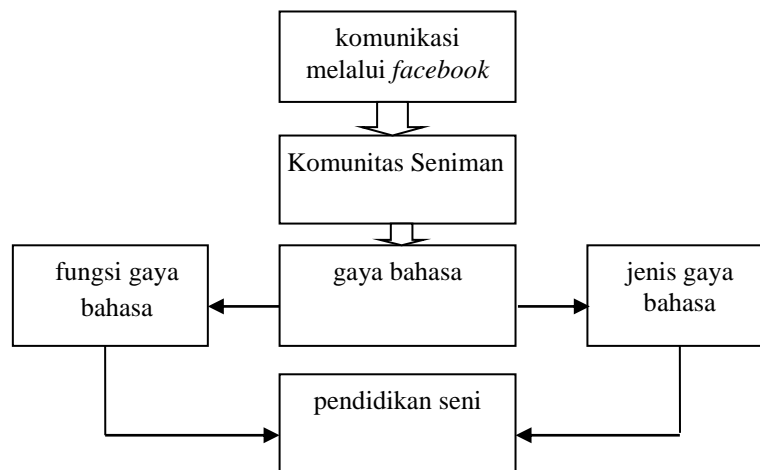 komunikasi
melalui facebook
Komunitas Seniman
fungsi gaya
bahasa
gaya bahasa
jenis gaya
bahasa
pendidikan seni